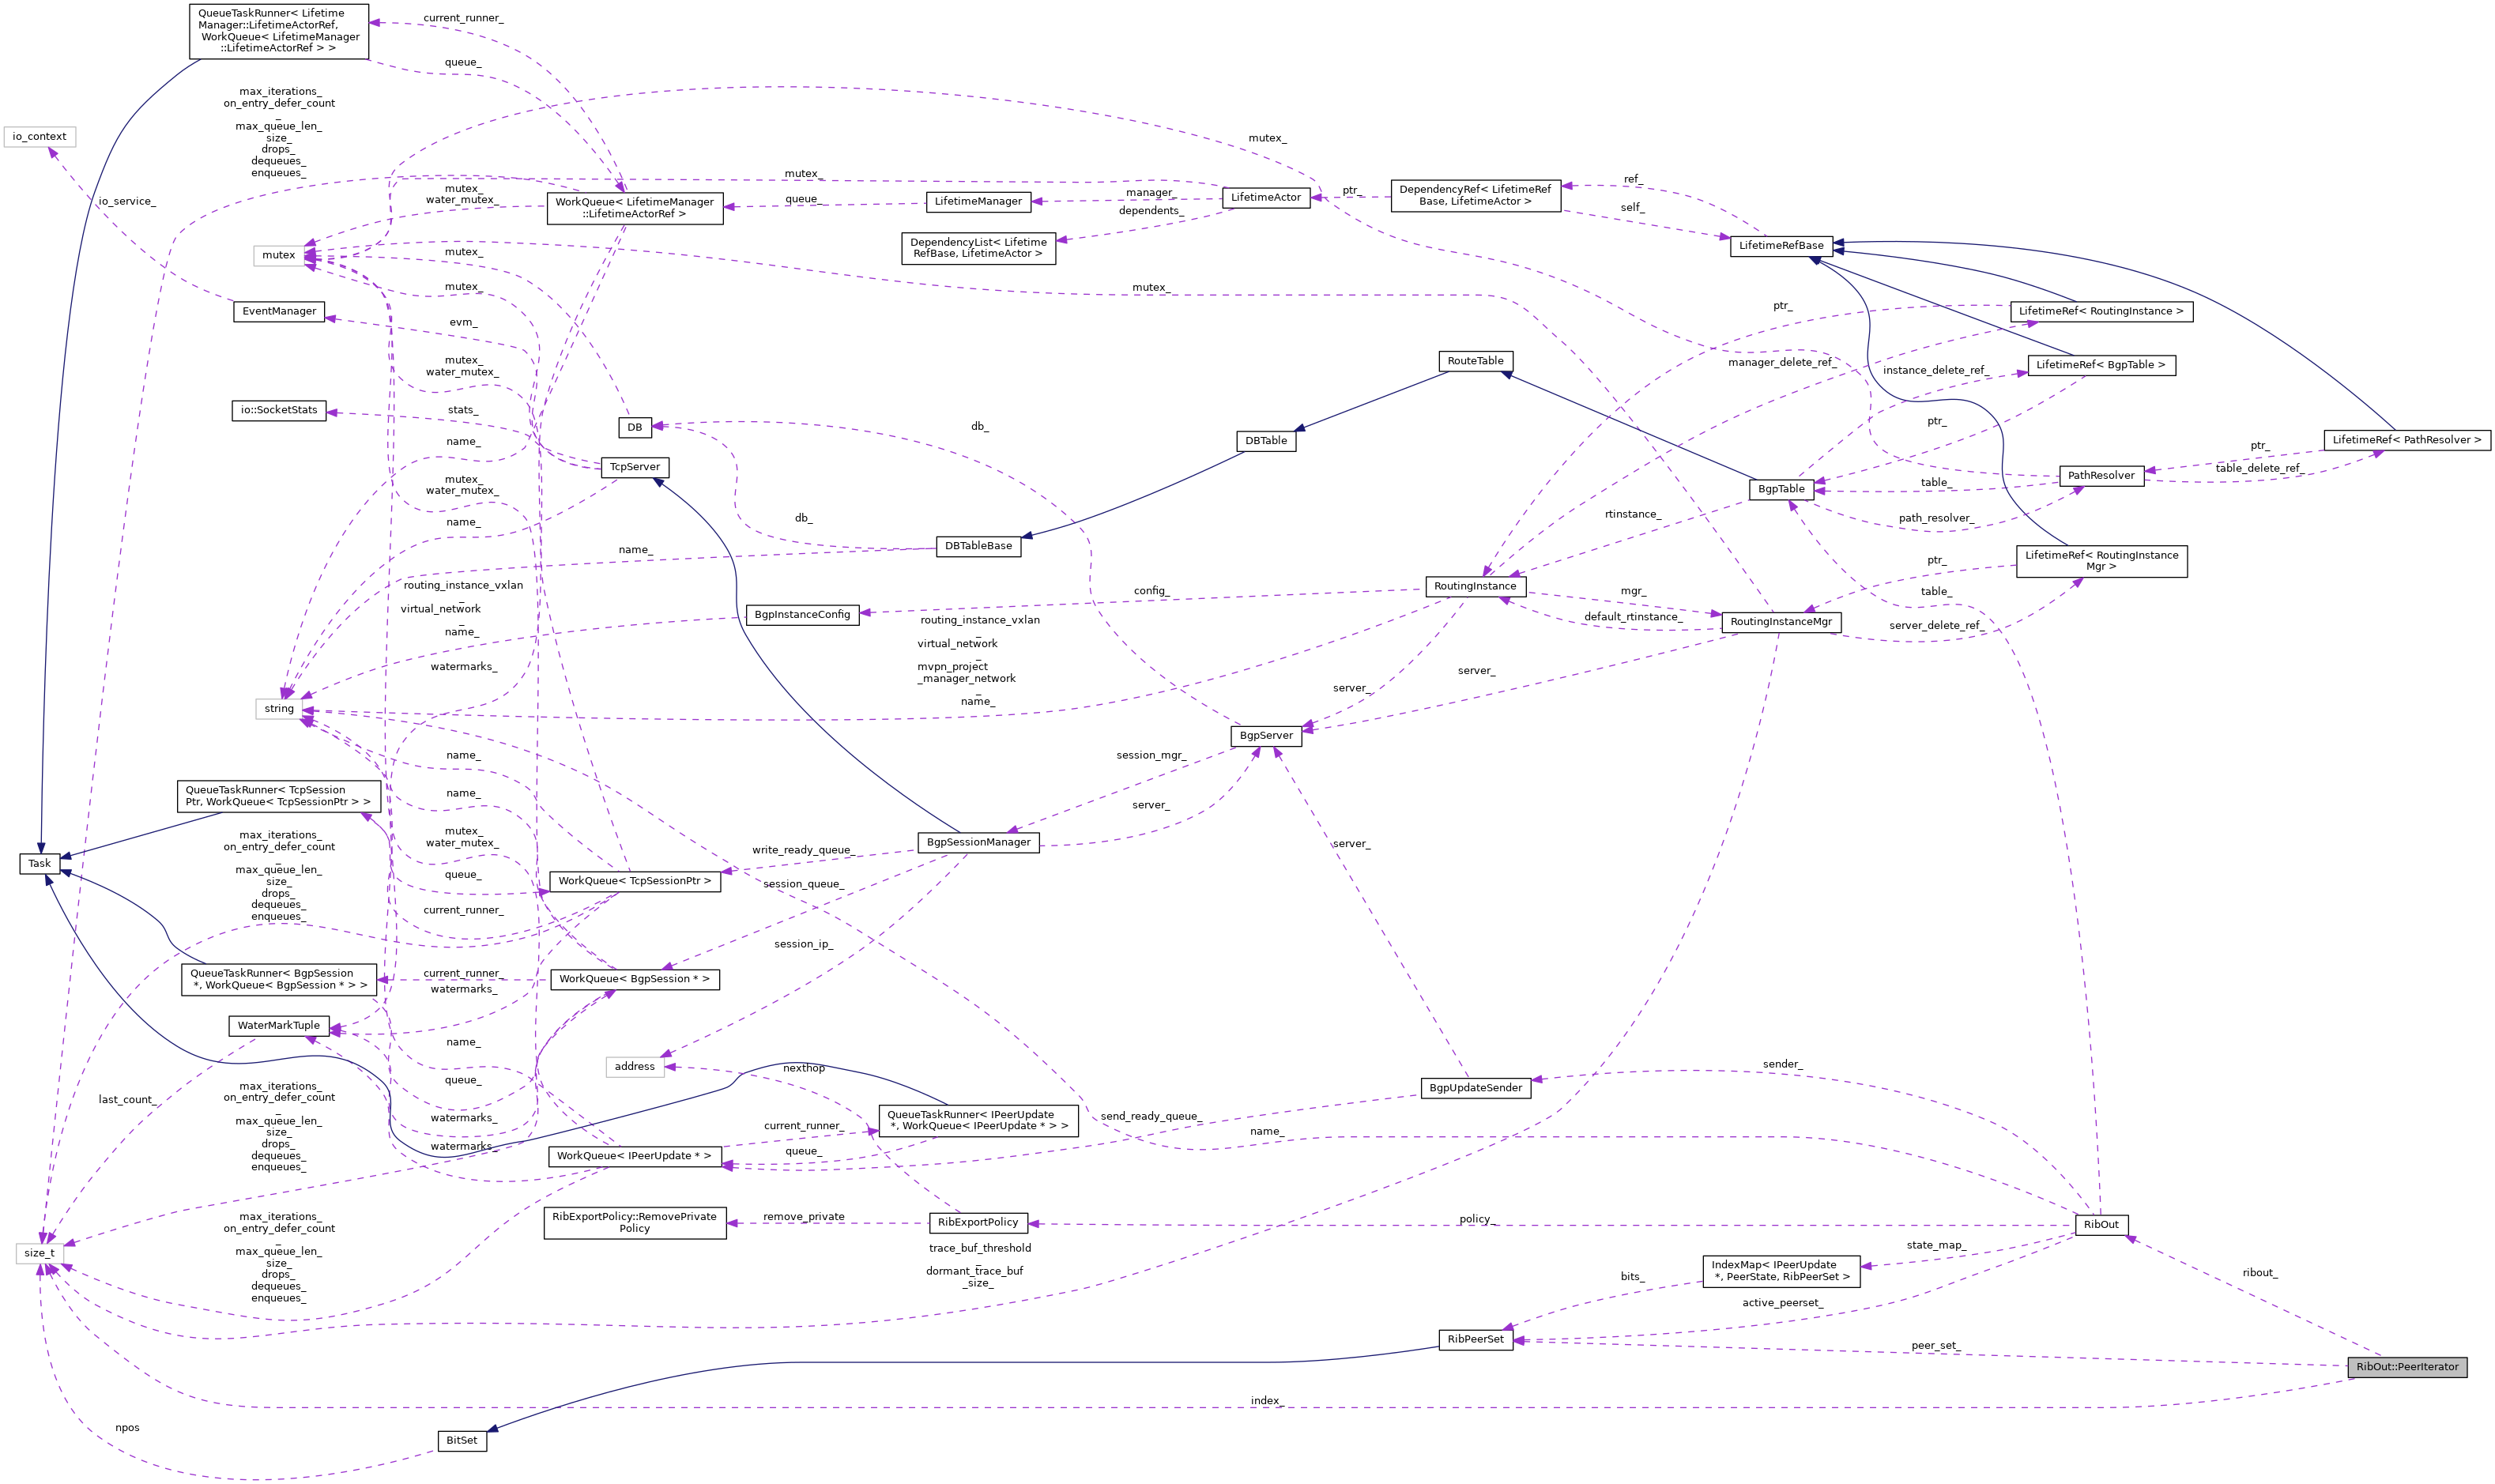 QueueTaskRunner< Lifetime
Manager::LifetimeActorRef,
WorkQueue< LifetimeManager
::LifetimeActorRef > >
current_runner_
queue_
max_iterations_
on_entry_defer_count
_
max_queue_len_
size_
drops_
dequeues_
enqueues_
io_context
io_service_
mutex_
mutex_
mutex_
water_mutex_
WorkQueue< LifetimeManager
::LifetimeActorRef >
queue_
LifetimeManager
manager_
dependents_
LifetimeActor
ptr_
DependencyRef< LifetimeRef
Base, LifetimeActor >
ref_
self_
DependencyList< Lifetime
RefBase, LifetimeActor >
LifetimeRefBase
mutex
mutex_
mutex_
mutex_
EventManager
evm_
ptr_
LifetimeRef< RoutingInstance >
manager_delete_ref_
instance_delete_ref_
LifetimeRef< BgpTable >
RouteTable
mutex_
water_mutex_
io::SocketStats
stats_
DB
db_
DBTable
ptr_
LifetimeRef< PathResolver >
name_
TcpServer
ptr_
table_delete_ref_
PathResolver
table_
BgpTable
mutex_
water_mutex_
name_
db_
rtinstance_
path_resolver_
name_
DBTableBase
LifetimeRef< RoutingInstance
Mgr >
ptr_
routing_instance_vxlan
_
virtual_network
_
name_
BgpInstanceConfig
config_
RoutingInstance
mgr_
default_rtinstance_
RoutingInstanceMgr
table_
server_delete_ref_
routing_instance_vxlan
_
virtual_network
_
mvpn_project
_manager_network
_
name_
watermarks_
server_
server_
string
BgpServer
name_
session_mgr_
QueueTaskRunner< TcpSession
Ptr, WorkQueue< TcpSessionPtr > >
name_
server_
max_iterations_
on_entry_defer_count
_
max_queue_len_
size_
drops_
dequeues_
enqueues_
mutex_
water_mutex_
write_ready_queue_
BgpSessionManager
server_
Task
queue_
WorkQueue< TcpSessionPtr >
session_queue_
current_runner_
session_ip_
QueueTaskRunner< BgpSession
*, WorkQueue< BgpSession * > >
current_runner_
WorkQueue< BgpSession * >
watermarks_
WaterMarkTuple
name_
address
nexthop
sender_
queue_
BgpUpdateSender
last_count_
max_iterations_
on_entry_defer_count
_
max_queue_len_
size_
drops_
dequeues_
enqueues_
watermarks_
QueueTaskRunner< IPeerUpdate
*, WorkQueue< IPeerUpdate * > >
send_ready_queue_
current_runner_
name_
watermarks_
WorkQueue< IPeerUpdate * >
queue_
max_iterations_
on_entry_defer_count
_
max_queue_len_
size_
drops_
dequeues_
enqueues_
RibExportPolicy::RemovePrivate
Policy
remove_private
RibExportPolicy
policy_
RibOut
size_t
trace_buf_threshold
_
dormant_trace_buf
_size_
state_map_
IndexMap< IPeerUpdate
*, PeerState, RibPeerSet >
bits_
ribout_
active_peerset_
RibPeerSet
peer_set_
RibOut::PeerIterator
index_
npos
BitSet